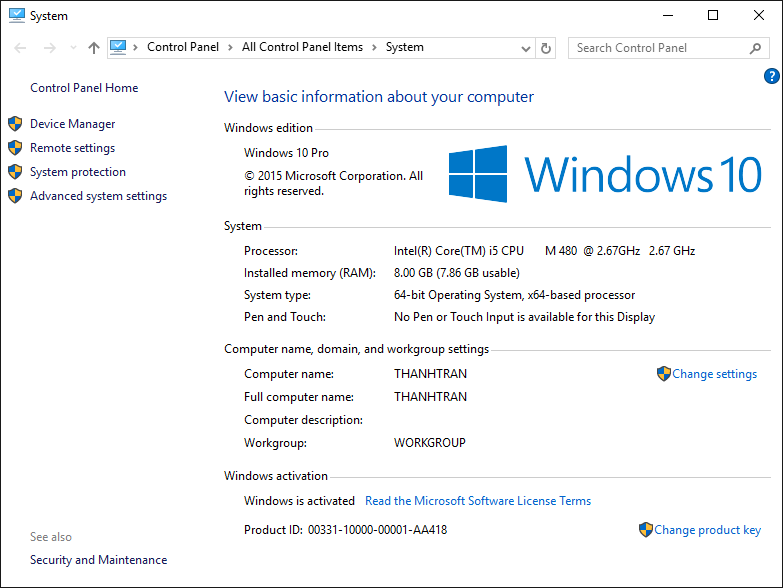 System
Control Panel > All Control Panel Items > System
Search Control Panel
?
Control Panel Home
Device Manager
Remote settings
System protection
Advanced system settings
See also
Security and Maintenance
View basic information about your computer
Windows edition
Windows 10 Pro
© 2015 Microsoft Corporation. All
rights reserved.
Windows 10
System
Processor: Intel(R) Core(TM) i5 CPU M 480 @ 2.67GHz 2.67 GHz
Installed memory (RAM): 8.00 GB (7.86 GB usable)
System type: 64-bit Operating System, x64-based processor
Pen and Touch: No Pen or Touch Input is available for this Display
Computer name, domain, and workgroup settings
Computer name: THANHTRAN
Change settings
Full computer name: THANHTRAN
Computer description:
Workgroup: WORKGROUP
Windows activation
Windows is activated Read the Microsoft Software License Terms
Product ID: 00331-10000-00001-AA418
Change product key